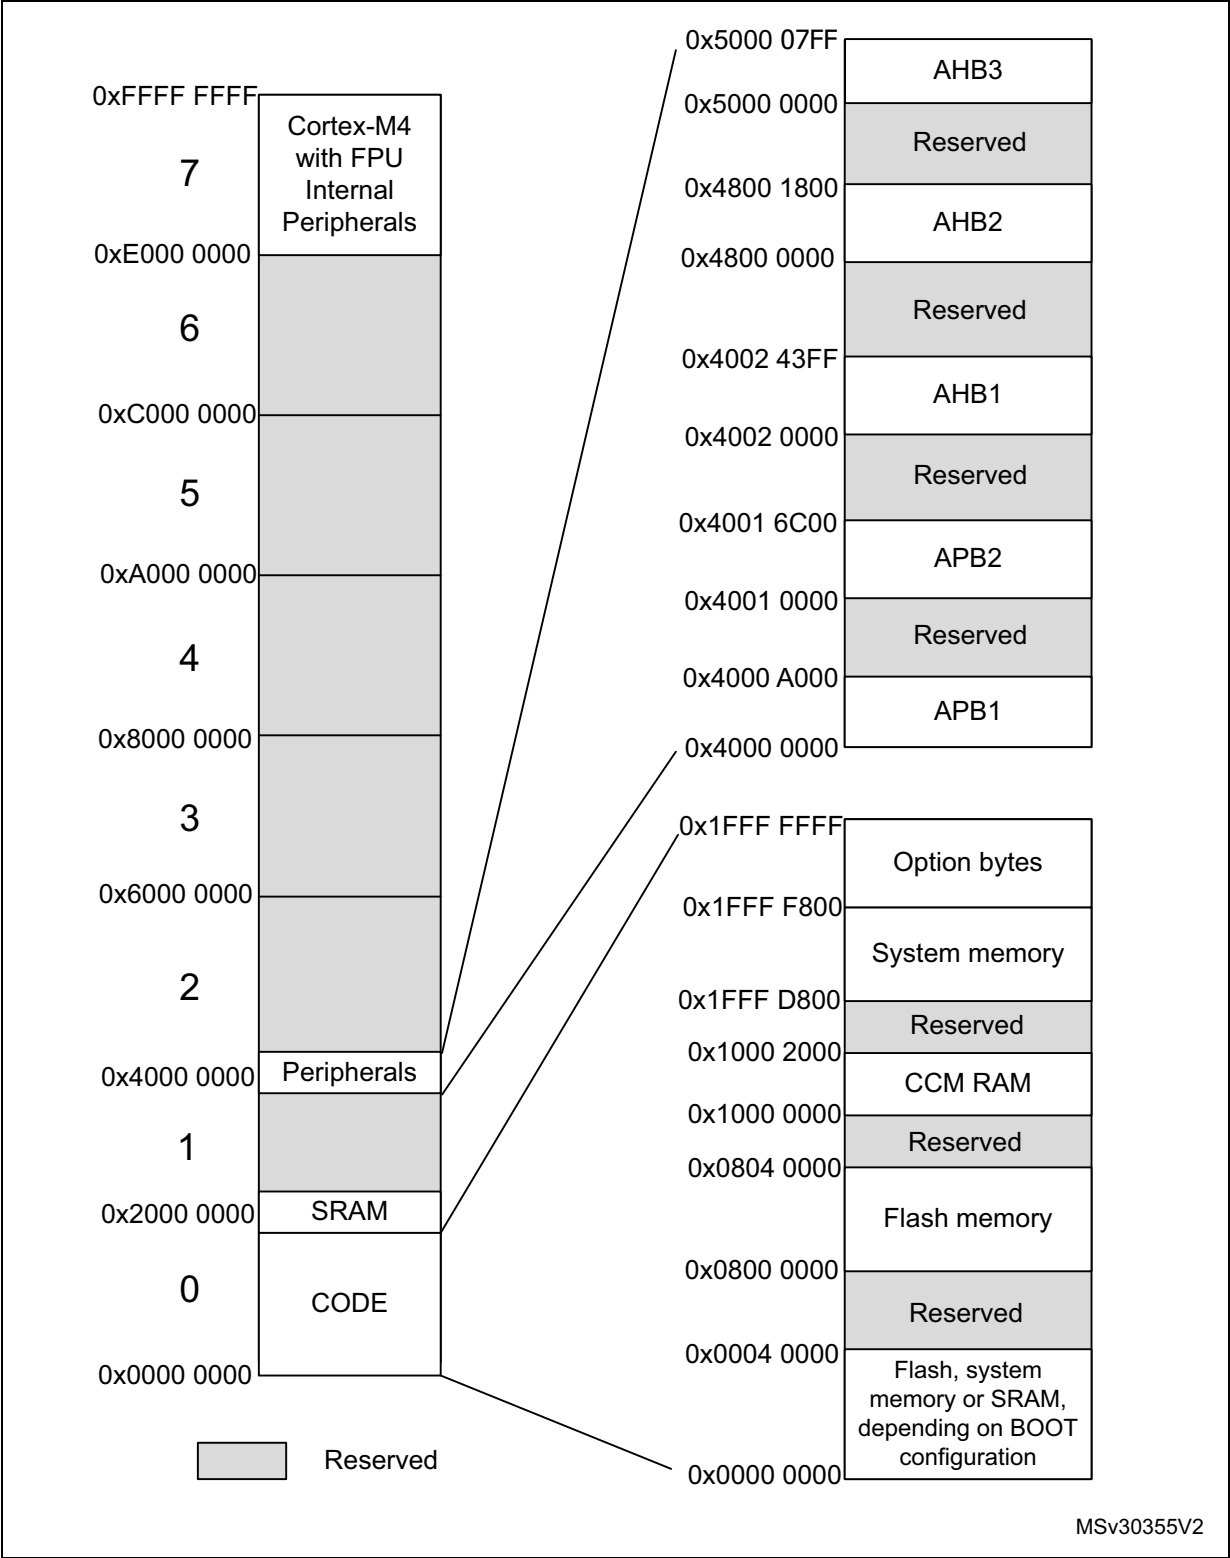 0xFFFF FFFF
Cortex-M4
with FPU
Internal
Peripherals
7
0xE000 0000
6
0xC000 0000
5
0xA000 0000
4
0x8000 0000
3
0x6000 0000
2
Peripherals
0x4000 0000
1
0x2000 0000
SRAM
0
CODE
0x0000 0000
Reserved
0x5000 07FF
AHB3
0x5000 0000
Reserved
0x4800 1800
AHB2
0x4800 0000
Reserved
0x4002 43FF
AHB1
0x4002 0000
Reserved
0x4001 6C00
APB2
0x4001 0000
Reserved
0x4000 A000
APB1
0x4000 0000
0x1FFF FFFF
Option bytes
0x1FFF F800
System memory
0x1FFF D800
Reserved
0x1000 2000
CCM RAM
0x1000 0000
Reserved
0x0804 0000
Flash memory
0x0800 0000
Reserved
0x0004 0000
Flash, system
memory or SRAM,
depending on BOOT
configuration
0x0000 0000
MSv30355V2